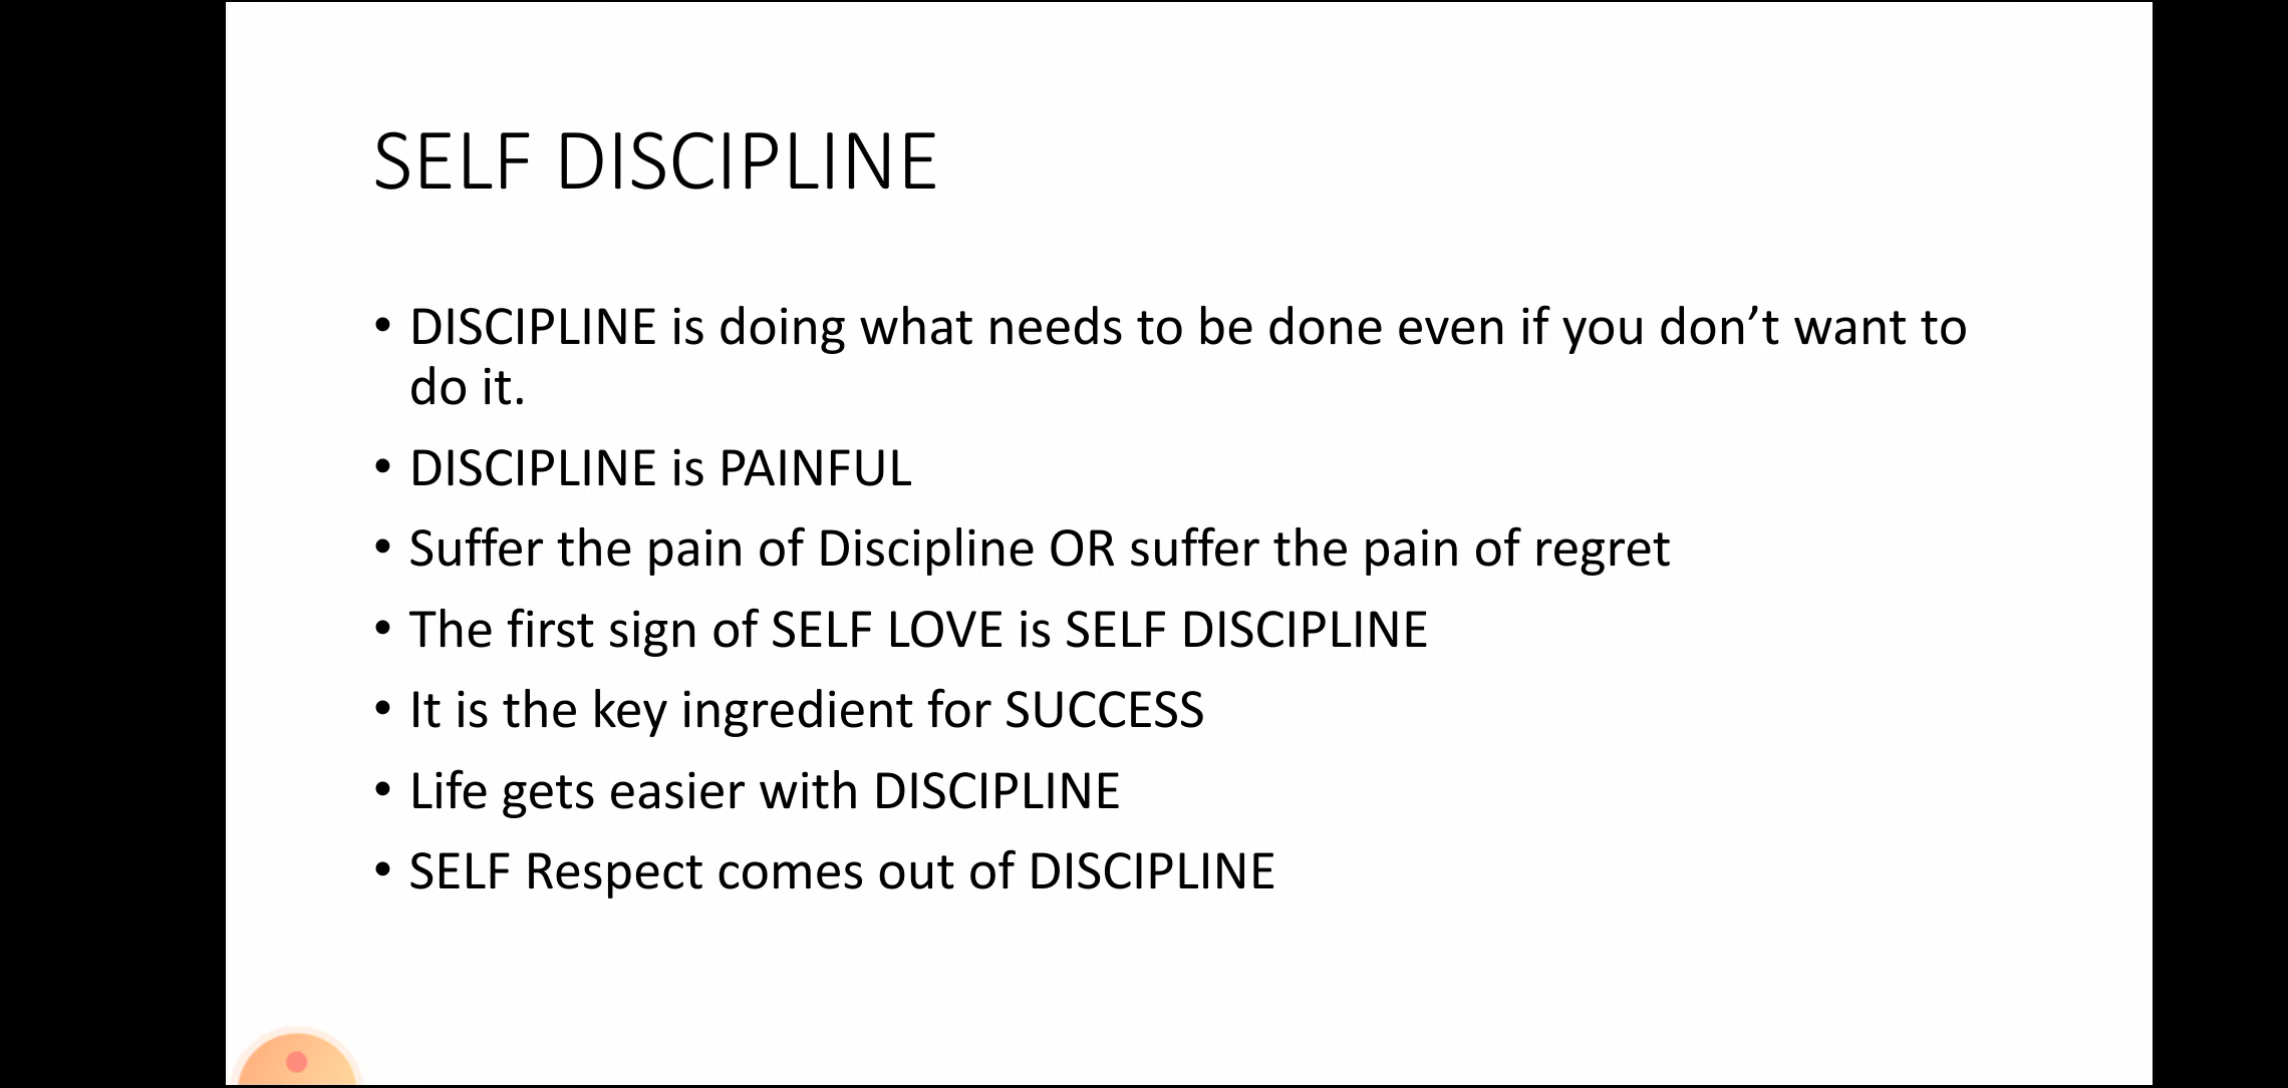 SELF DISCIPLINE
• DISCIPLINE is doing what needs to be done even if you don’t want to
do it.
• DISCIPLINE is PAINFUL
• Suffer the pain of Discipline OR suffer the pain of regret
• The first sign of SELF LOVE is SELF DISCIPLINE
• It is the key ingredient for SUCCESS
• Life gets easier with DISCIPLINE
• SELF Respect comes out of DISCIPLINE